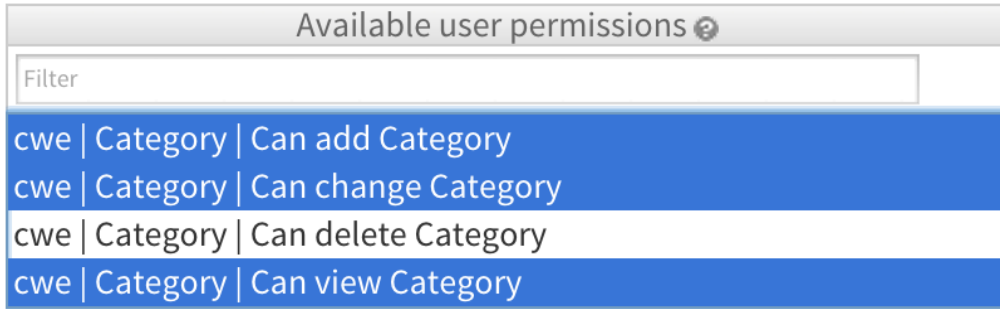 Available user permissions ?
Filter
cwe | Category | Can add Category
cwe | Category | Can change Category
cwe | Category | Can delete Category
cwe | Category | Can view Category